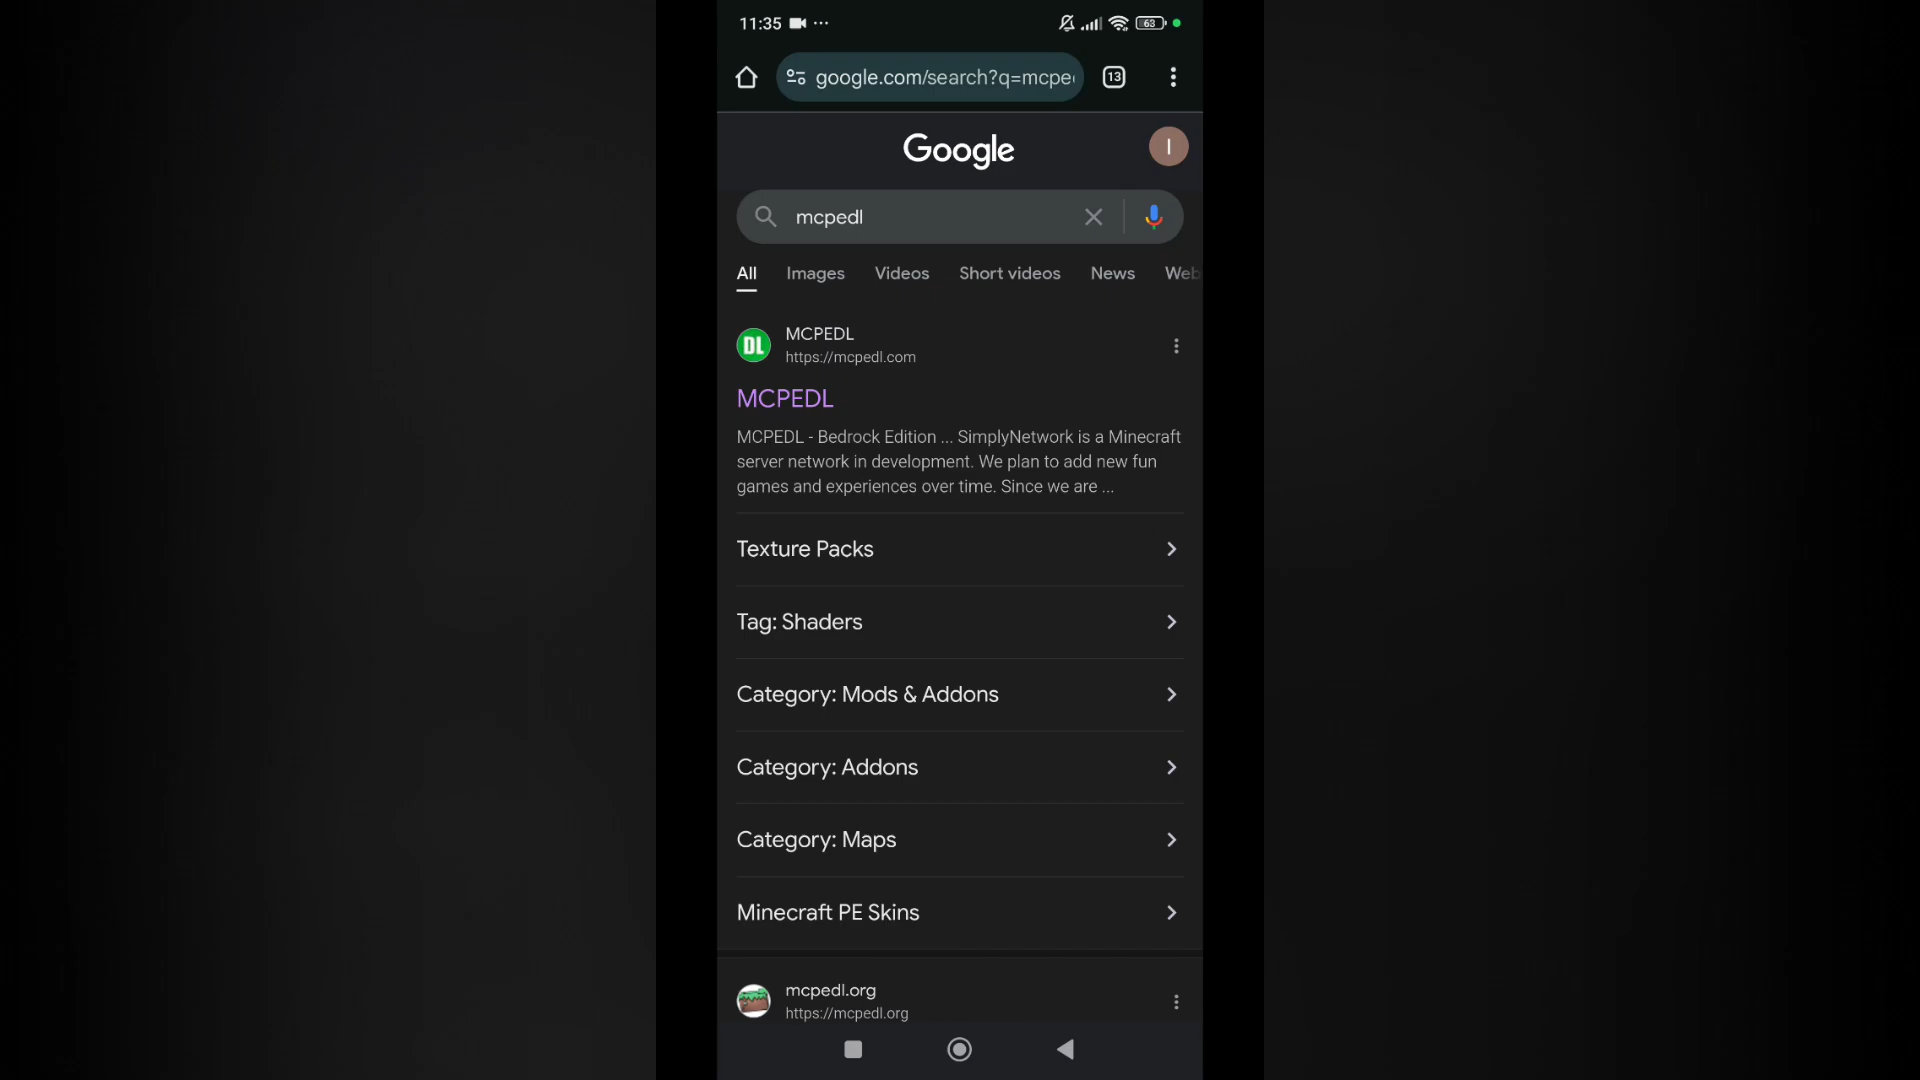 11:35
63
google.com/search?q=mcpe
13
Google
I
mcpedl
All Images Videos Short videos News Web
DL
MCPEDL
https://mcpedl.com
MCPEDL
MCPEDL - Bedrock Edition ... SimplyNetwork is a Minecraft
server network in development. We plan to add new fun
games and experiences over time. Since we are ...
Texture Packs
Tag: Shaders
Category: Mods & Addons
Category: Addons
Category: Maps
Minecraft PE Skins
mcpedl.org
https://mcpedl.org